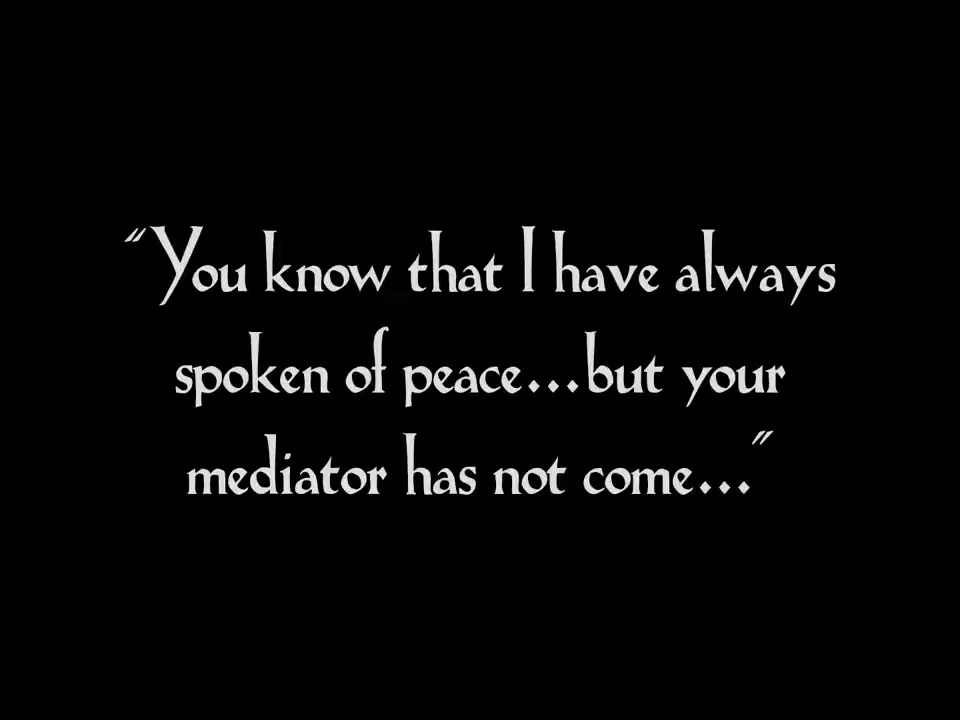 "You know that I have always
spoken of peace...but your
mediator has not come..."